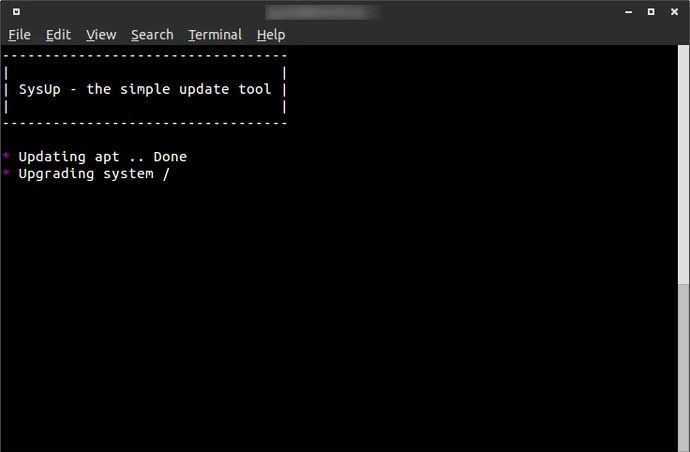 File Edit View Search Terminal Help
---------------------------------
| |
| SysUp - the simple update tool |
| |
---------------------------------
* Updating apt .. Done
* Upgrading system /